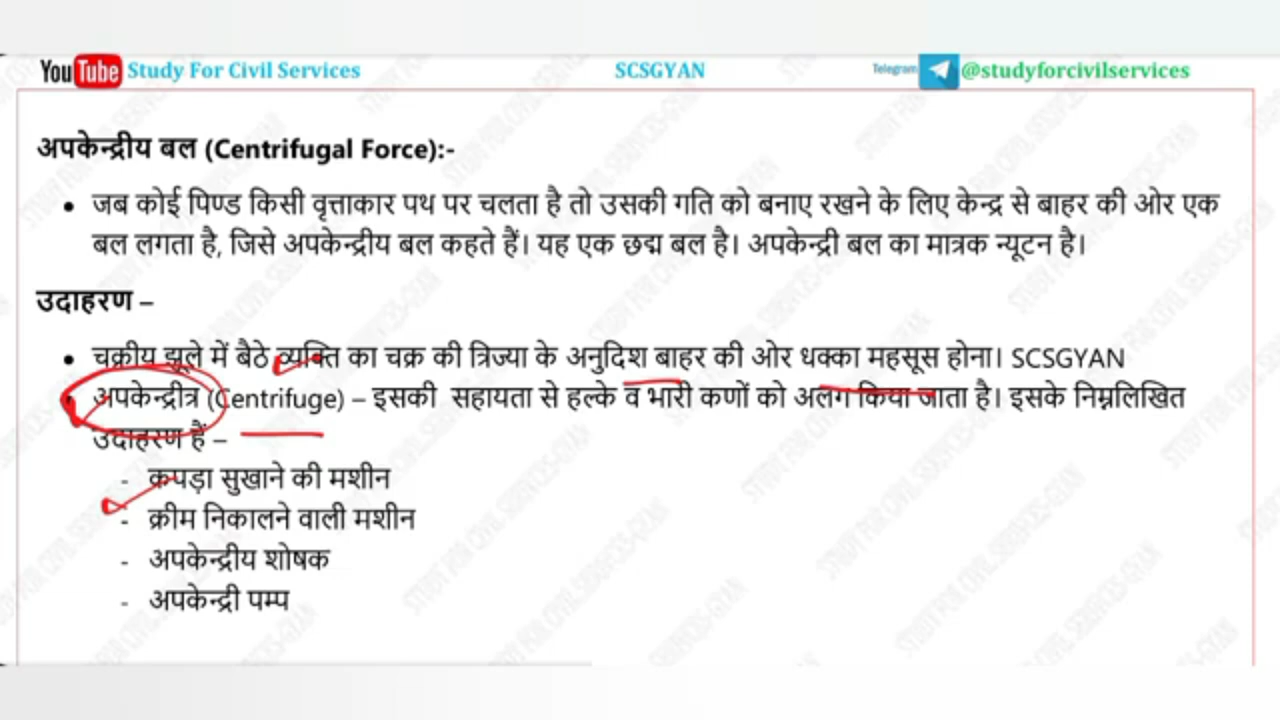 YouTube Study For Civil Services SCSGYAN Telegram @studyforcivilservices
अपकेन्द्रीय बल (Centrifugal Force):-
• जब कोई पिण्ड किसी वृत्ताकार पथ पर चलता है तो उसकी गति को बनाए रखने के लिए केन्द्र से बाहर की ओर एक
बल लगता है, जिसे अपकेन्द्रीय बल कहते हैं। यह एक छद्म बल है। अपकेन्द्री बल का मात्रक न्यूटन है।
उदाहरण –
• चक्रीय झूले में बैठे व्यक्ति का चक्र की त्रिज्या के अनुदिश बाहर की ओर धक्का महसूस होना। SCSGYAN
• अपकेन्द्रीत्र (Centrifuge) – इसकी सहायता से हल्के व भारी कणों को अलग किया जाता है। इसके निम्नलिखित
उदाहरण हैं –
- कपड़ा सुखाने की मशीन
- क्रीम निकालने वाली मशीन
- अपकेन्द्रीय शोषक
- अपकेन्द्री पम्प